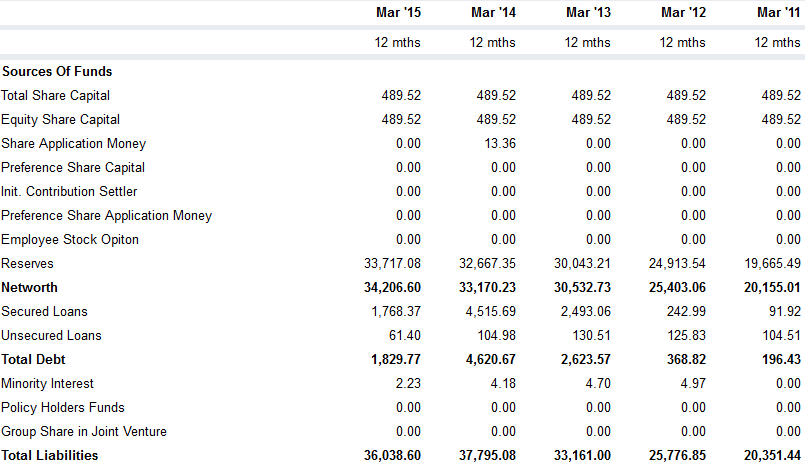 Mar '15 Mar '14 Mar '13 Mar '12 Mar '11
12 mths 12 mths 12 mths 12 mths 12 mths
Sources Of Funds
Total Share Capital 489.52 489.52 489.52 489.52 489.52
Equity Share Capital 489.52 489.52 489.52 489.52 489.52
Share Application Money 0.00 13.36 0.00 0.00 0.00
Preference Share Capital 0.00 0.00 0.00 0.00 0.00
Init. Contribution Settler 0.00 0.00 0.00 0.00 0.00
Preference Share Application Money 0.00 0.00 0.00 0.00 0.00
Employee Stock Opiton 0.00 0.00 0.00 0.00 0.00
Reserves 33,717.08 32,667.35 30,043.21 24,913.54 19,665.49
Networth 34,206.60 33,170.23 30,532.73 25,403.06 20,155.01
Secured Loans 1,768.37 4,515.69 2,493.06 242.99 91.92
Unsecured Loans 61.40 104.98 130.51 125.83 104.51
Total Debt 1,829.77 4,620.67 2,623.57 368.82 196.43
Minority Interest 2.23 4.18 4.70 4.97 0.00
Policy Holders Funds 0.00 0.00 0.00 0.00 0.00
Group Share in Joint Venture 0.00 0.00 0.00 0.00 0.00
Total Liabilities 36,038.60 37,795.08 33,161.00 25,776.85 20,351.44